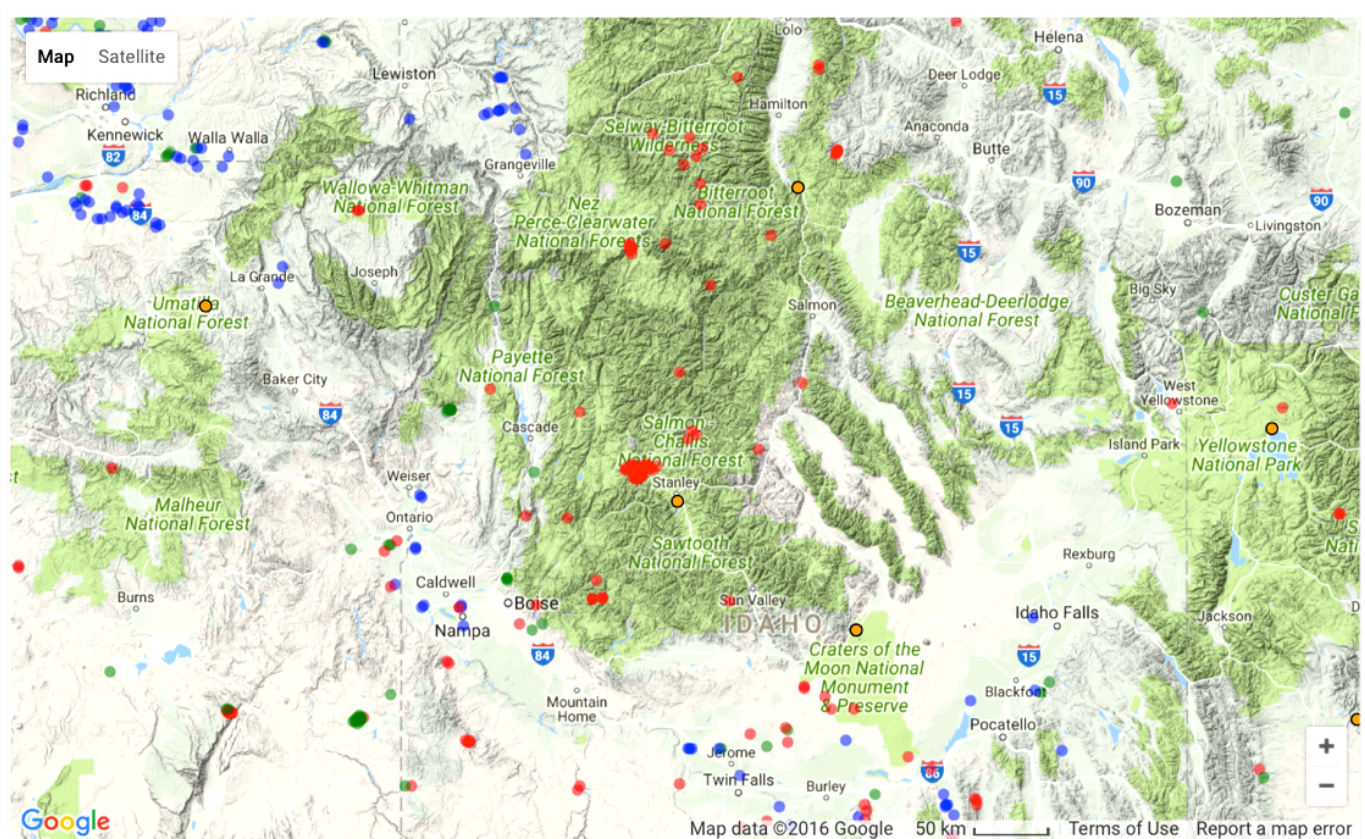 Map Satellite
Lolo
Helena
Lewiston
Deer Lodge
15
Richland
Hamilton
Kennewick
Walla Walla
82
Selway-Bitterroot
Wilderness
Anaconda
Butte
Grangeville
90
84
Wallowa-Whitman
National Forest
Bitterroot
National Forest
Nez
Perce-Clearwater
National Forests
Bozeman
90
Livingston
15
La Grande
Joseph
Big Sky
Umatilla
National Forest
Salmon
Beaverhead-Deerlodge
National Forest
Custer Ga
National F
Payette
National Forest
Baker City
84
15
West
Yellowstone
15
Cascade
Salmon-
Challis
National Forest
Island Park
Yellowstone
National Park
st
Weiser
Stanley
Malheur
National Forest
Ontario
Sawtooth
National Forest
S
Nati
Rexburg
Caldwell
Burns
Boise
Sun Valley
Idaho Falls
Jackson
D
Nampa
IDAHO
84
15
Craters of the
Moon National
Monument
& Preserve
Blackfoot
Mountain
Home
Pocatello
+
Jerome
86
Twin Falls
Burley
−
Google
Map data ©2016 Google 50 km Terms of Use Report a map error